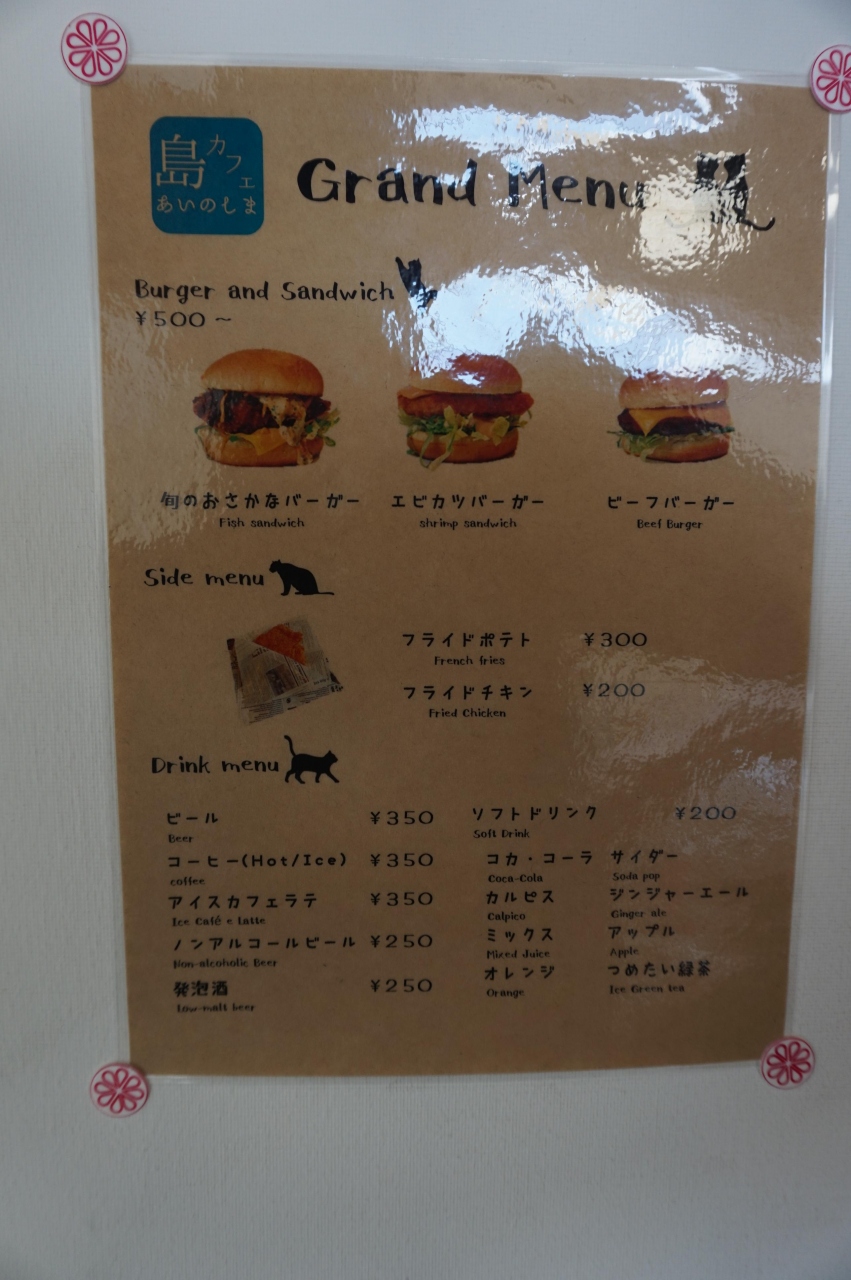 島カフェ
あいのしま
Grand Menu
Burger and Sandwich
¥500～
旬のおさかなバーガー エビカツバーガー ビーフバーガー
Fish sandwich shrimp sandwich Beef Burger
Side menu
フライドポテト ¥300
French fries
フライドチキン ¥200
Fried Chicken
Drink menu
ビール ¥350
Beer
コーヒー(Hot/Ice) ¥350
coffee
アイスカフェラテ ¥350
Ice Café e Latte
ノンアルコールビール ¥250
Non-alcoholic Beer
発泡酒 ¥250
Low-malt beer
ソフトドリンク ¥200
Soft Drink
コカ・コーラ サイダー
Coca-Cola Soda pop
カルピス ジンジャーエール
Calpico Ginger ale
ミックス アップル
Mixed Juice Apple
オレンジ つめたい緑茶
Orange Ice Green tea